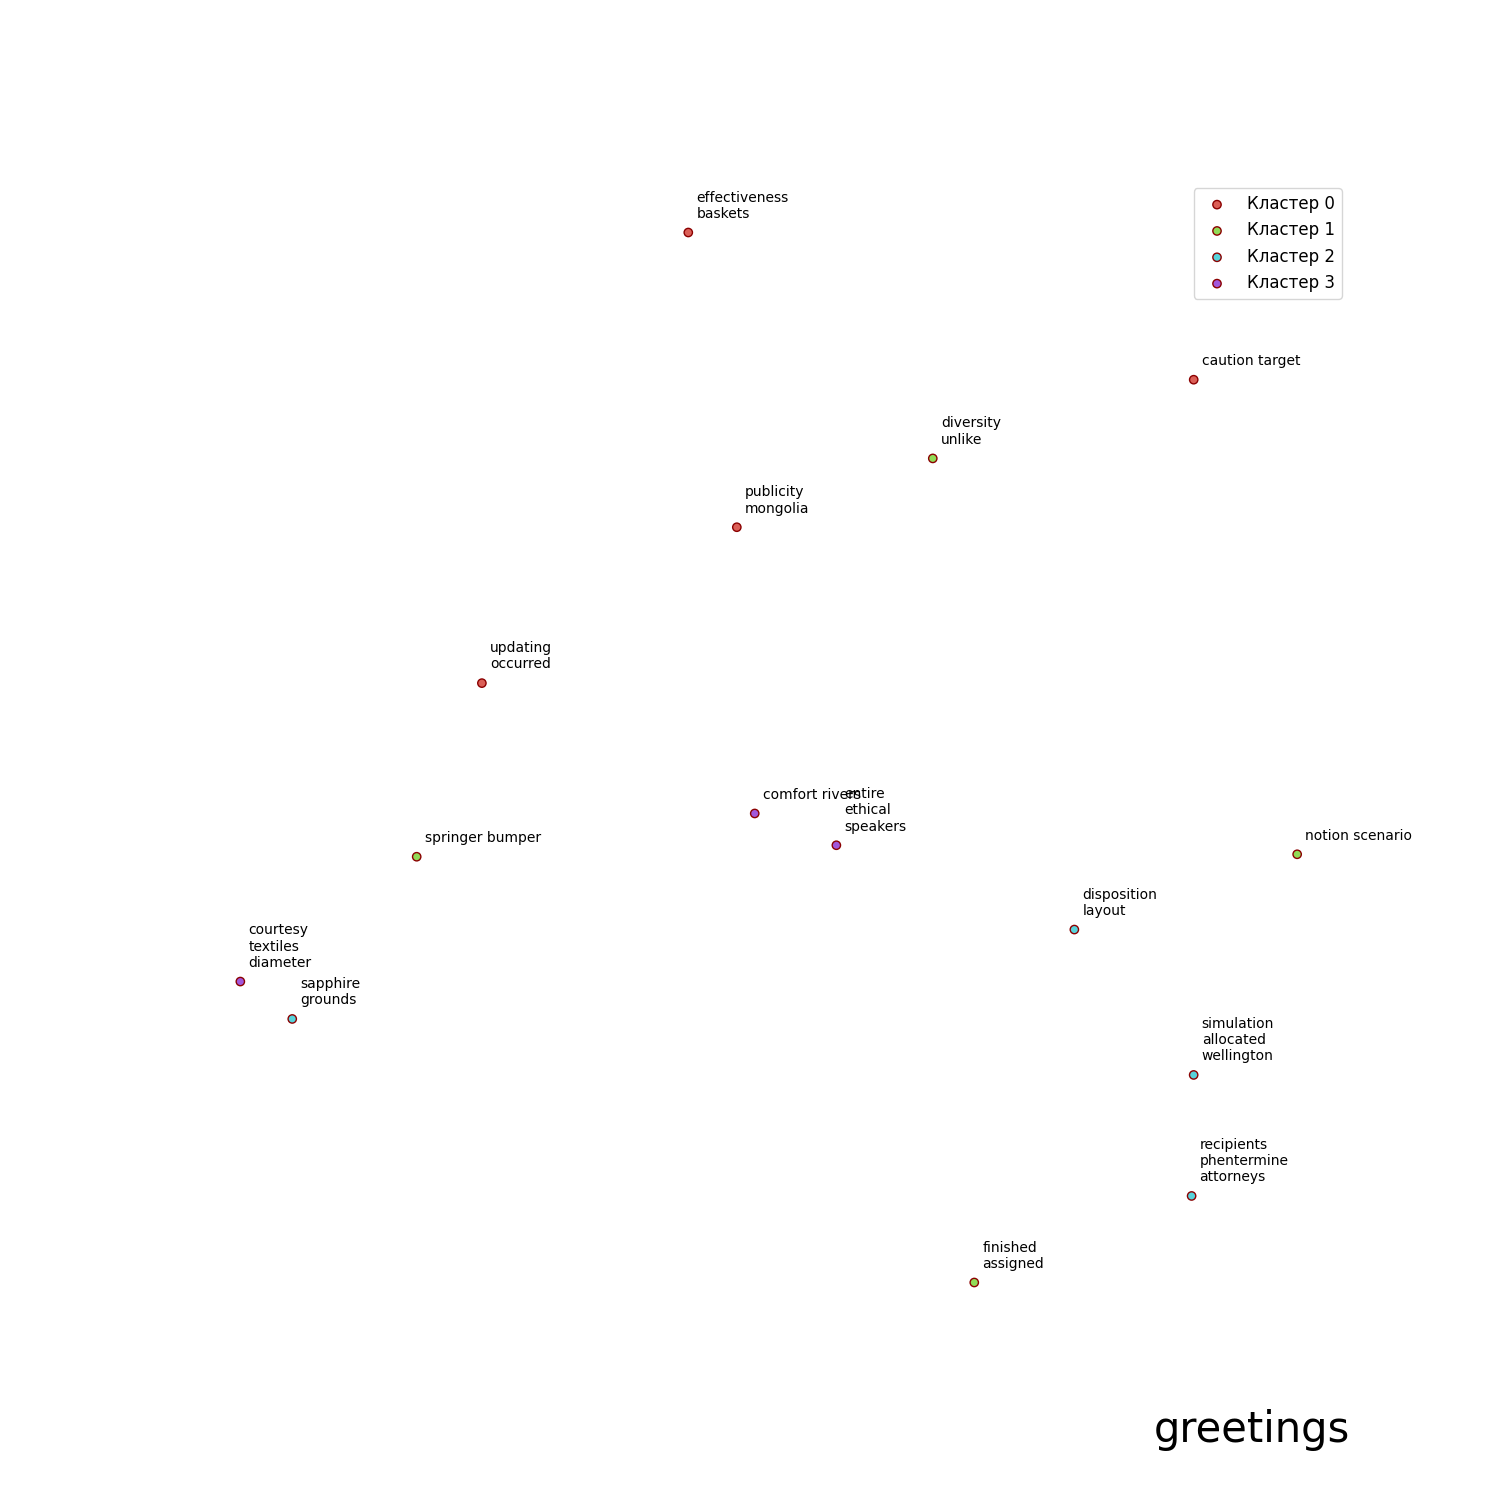 effectiveness
baskets
Кластер 0
Кластер 1
Кластер 2
Кластер 3
caution target
diversity
unlike
publicity
mongolia
updating
occurred
comfort rivers
entire
ethical
speakers
springer bumper
notion scenario
disposition
layout
courtesy
textiles
diameter
sapphire
grounds
simulation
allocated
wellington
recipients
phentermine
attorneys
finished
assigned
greetings